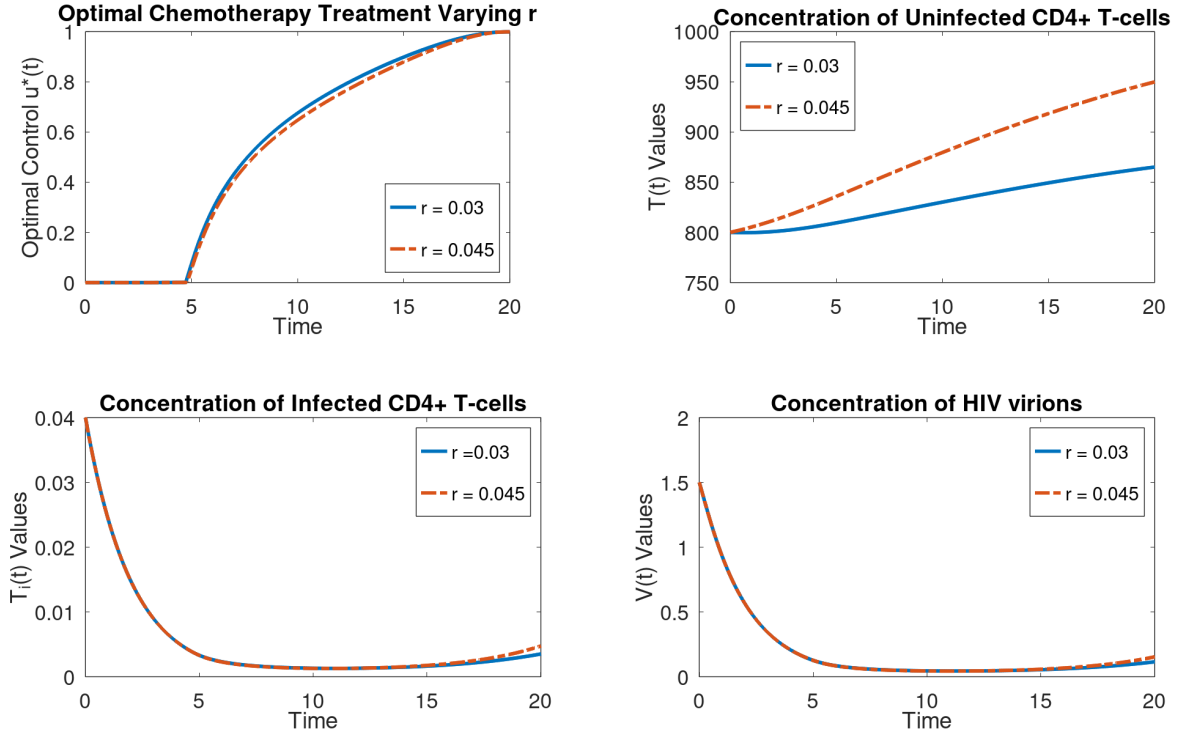 Optimal Chemotherapy Treatment Varying r
Optimal Control u*(t)
1
0.8
0.6
0.4
0.2
0
0 5 10 15 20
Time
r = 0.03
r = 0.045
Concentration of Uninfected CD4+ T-cells
T(t) Values
1000
950
900
850
800
750
0 5 10 15 20
Time
r = 0.03
r = 0.045
Concentration of Infected CD4+ T-cells
Tᵢ(t) Values
0.04
0.03
0.02
0.01
0
0 5 10 15 20
Time
r =0.03
r = 0.045
Concentration of HIV virions
V(t) Values
2
1.5
1
0.5
0
0 5 10 15 20
Time
r = 0.03
r = 0.045